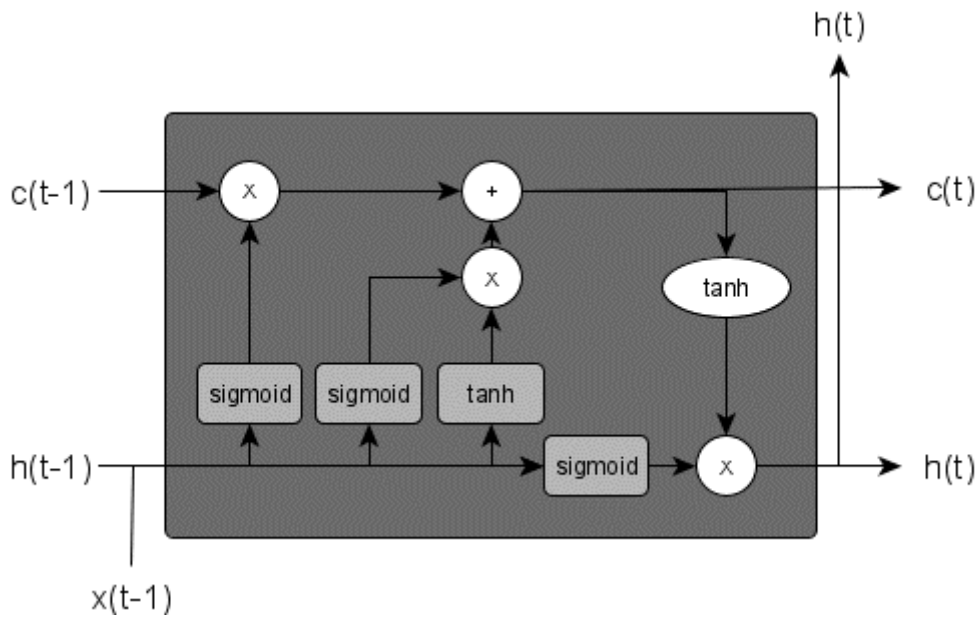 h(t)
c(t-1)
x
+
c(t)
x
tanh
sigmoid
sigmoid
tanh
h(t-1)
sigmoid
x
h(t)
x(t-1)